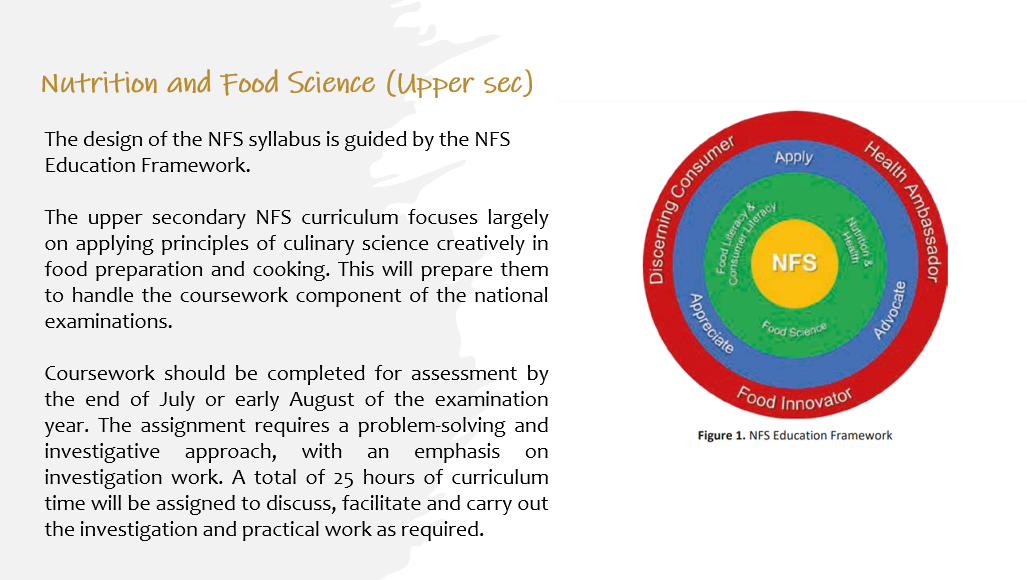 Nutrition and Food Science (Upper sec)
The design of the NFS syllabus is guided by the NFS
Education Framework.
The upper secondary NFS curriculum focuses largely
on applying principles of culinary science creatively in
food preparation and cooking. This will prepare them
to handle the coursework component of the national
examinations.
Coursework should be completed for assessment by
the end of July or early August of the examination
year. The assignment requires a problem-solving and
investigative approach, with an emphasis on
investigation work. A total of 25 hours of curriculum
time will be assigned to discuss, facilitate and carry out
the investigation and practical work as required.
Discerning Consumer
Health Ambassador
Food Innovator
Apply
Appreciate
Advocate
Food Literacy &
Consumer Literacy
Nutrition &
Health
Food Science
NFS
Figure 1. NFS Education Framework